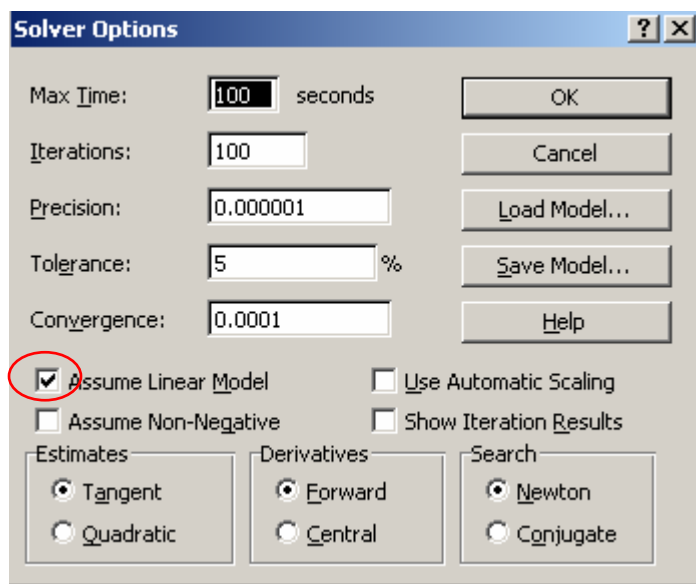 Solver Options
Max Time: 100 seconds OK
Iterations: 100 Cancel
Precision: 0.000001 Load Model...
Tolerance: 5 % Save Model...
Convergence: 0.0001 Help
Assume Linear Model Use Automatic Scaling
Assume Non-Negative Show Iteration Results
Estimates Derivatives Search
Tangent Forward Newton
Quadratic Central Conjugate